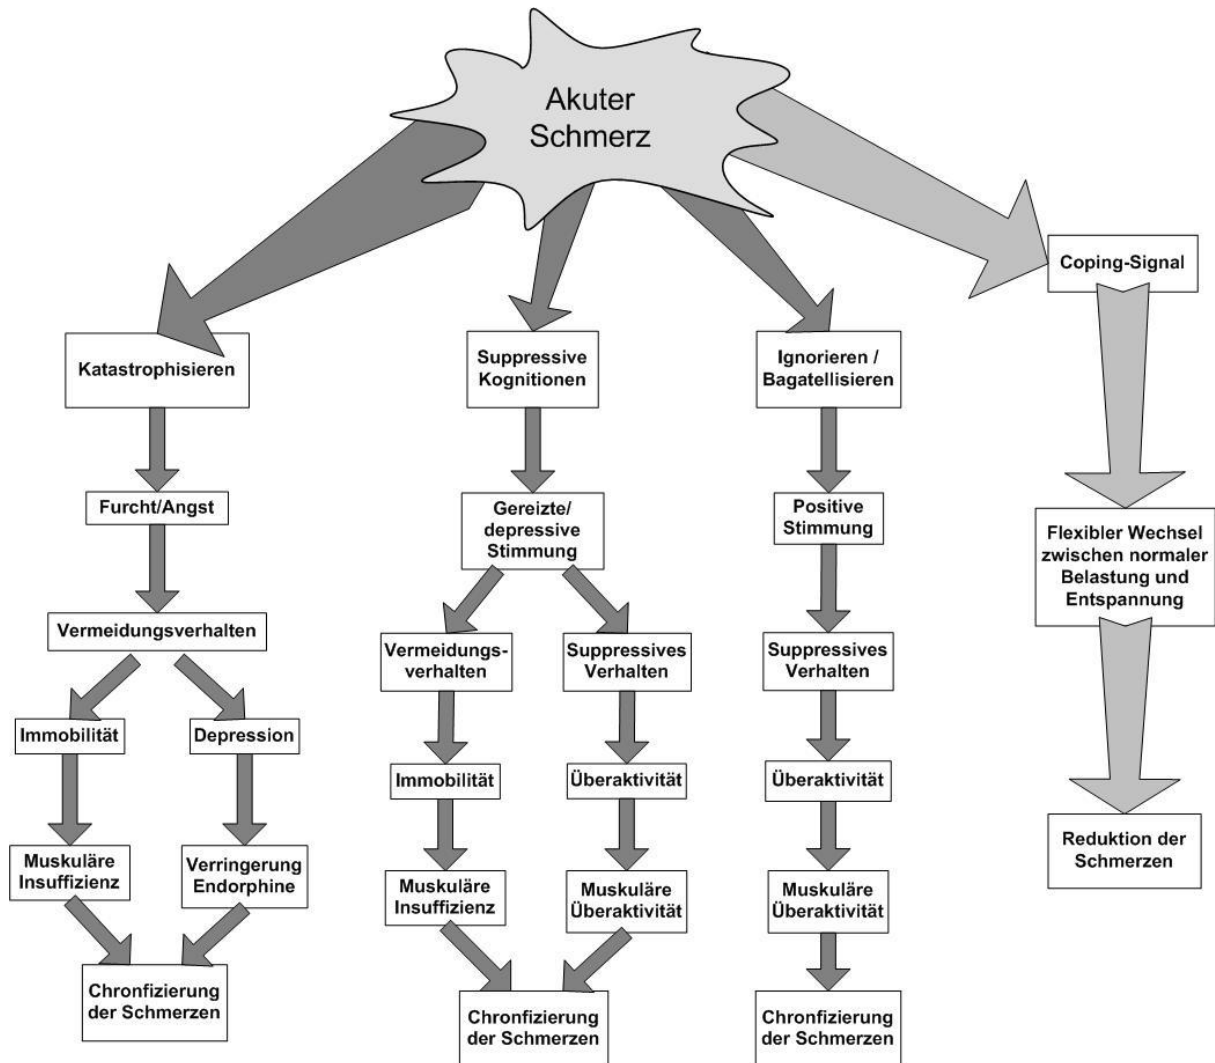 Akuter
Schmerz
Coping-Signal
Katastrophisieren
Suppressive
Kognitionen
Ignorieren /
Bagatellisieren
Furcht/Angst
Gereizte/
depressive
Stimmung
Positive
Stimmung
Flexibler Wechsel
zwischen normaler
Belastung und
Entspannung
Vermeidungsverhalten
Vermeidungs-
verhalten
Suppressives
Verhalten
Suppressives
Verhalten
Immobilität
Depression
Immobilität
Überaktivität
Überaktivität
Reduktion der
Schmerzen
Muskuläre
Insuffizienz
Verringerung
Endorphine
Muskuläre
Insuffizienz
Muskuläre
Überaktivität
Muskuläre
Überaktivität
Chronfizierung
der Schmerzen
Chronfizierung
der Schmerzen
Chronfizierung
der Schmerzen